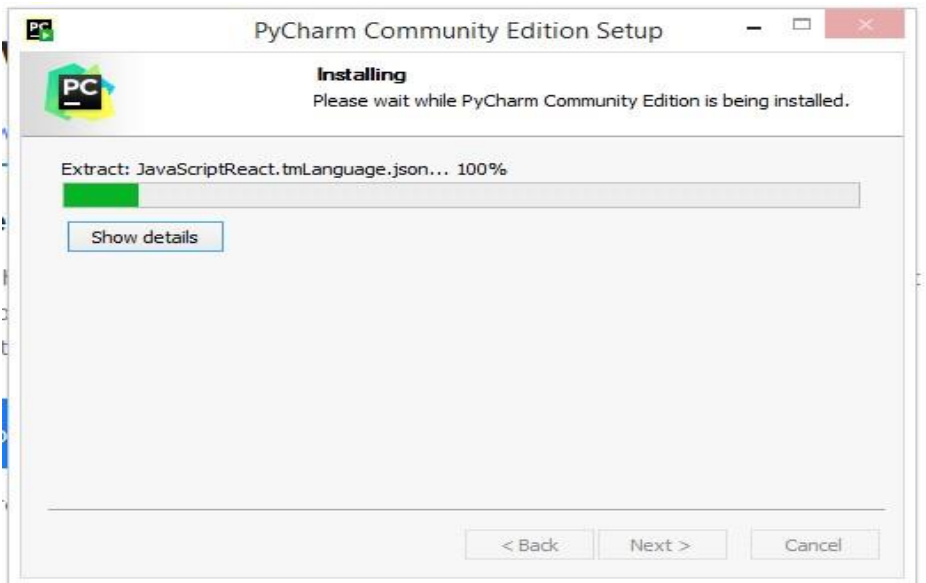 PC
PyCharm Community Edition Setup
PC
Installing
Please wait while PyCharm Community Edition is being installed.
Extract: JavaScriptReact.tmLanguage.json... 100%
Show details
< Back
Next >
Cancel